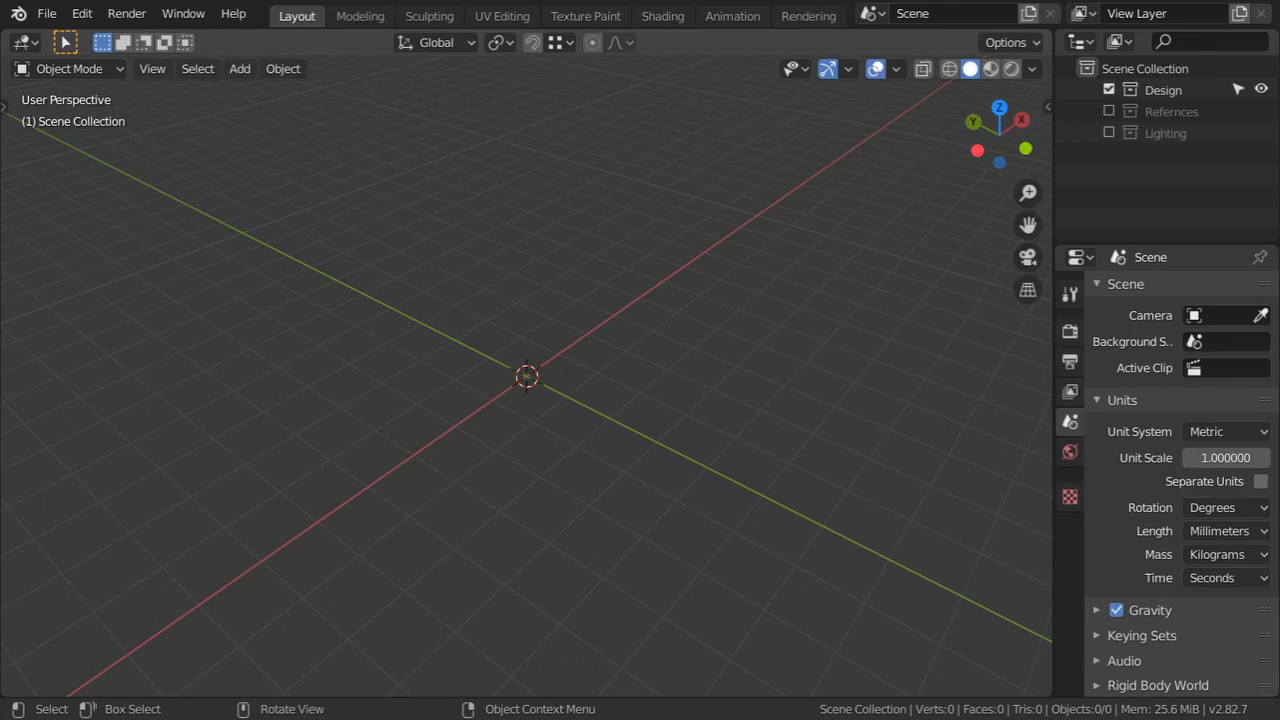 File Edit Render Window Help Layout Modeling Sculpting UV Editing Texture Paint Shading Animation Rendering Scene View Layer
Global Options
Object Mode View Select Add Object
User Perspective
(1) Scene Collection
Z
Y
X
Scene Collection
Design
Refernces
Lighting
Scene
Scene
Camera
Background S..
Active Clip
Units
Unit System Metric
Unit Scale 1.000000
Separate Units
Rotation Degrees
Length Millimeters
Mass Kilograms
Time Seconds
Gravity
Keying Sets
Audio
Rigid Body World
Select Box Select Rotate View Object Context Menu Scene Collection | Verts:0 | Faces:0 | Tris:0 | Objects:0/0 | Mem: 25.6 MiB | v2.82.7